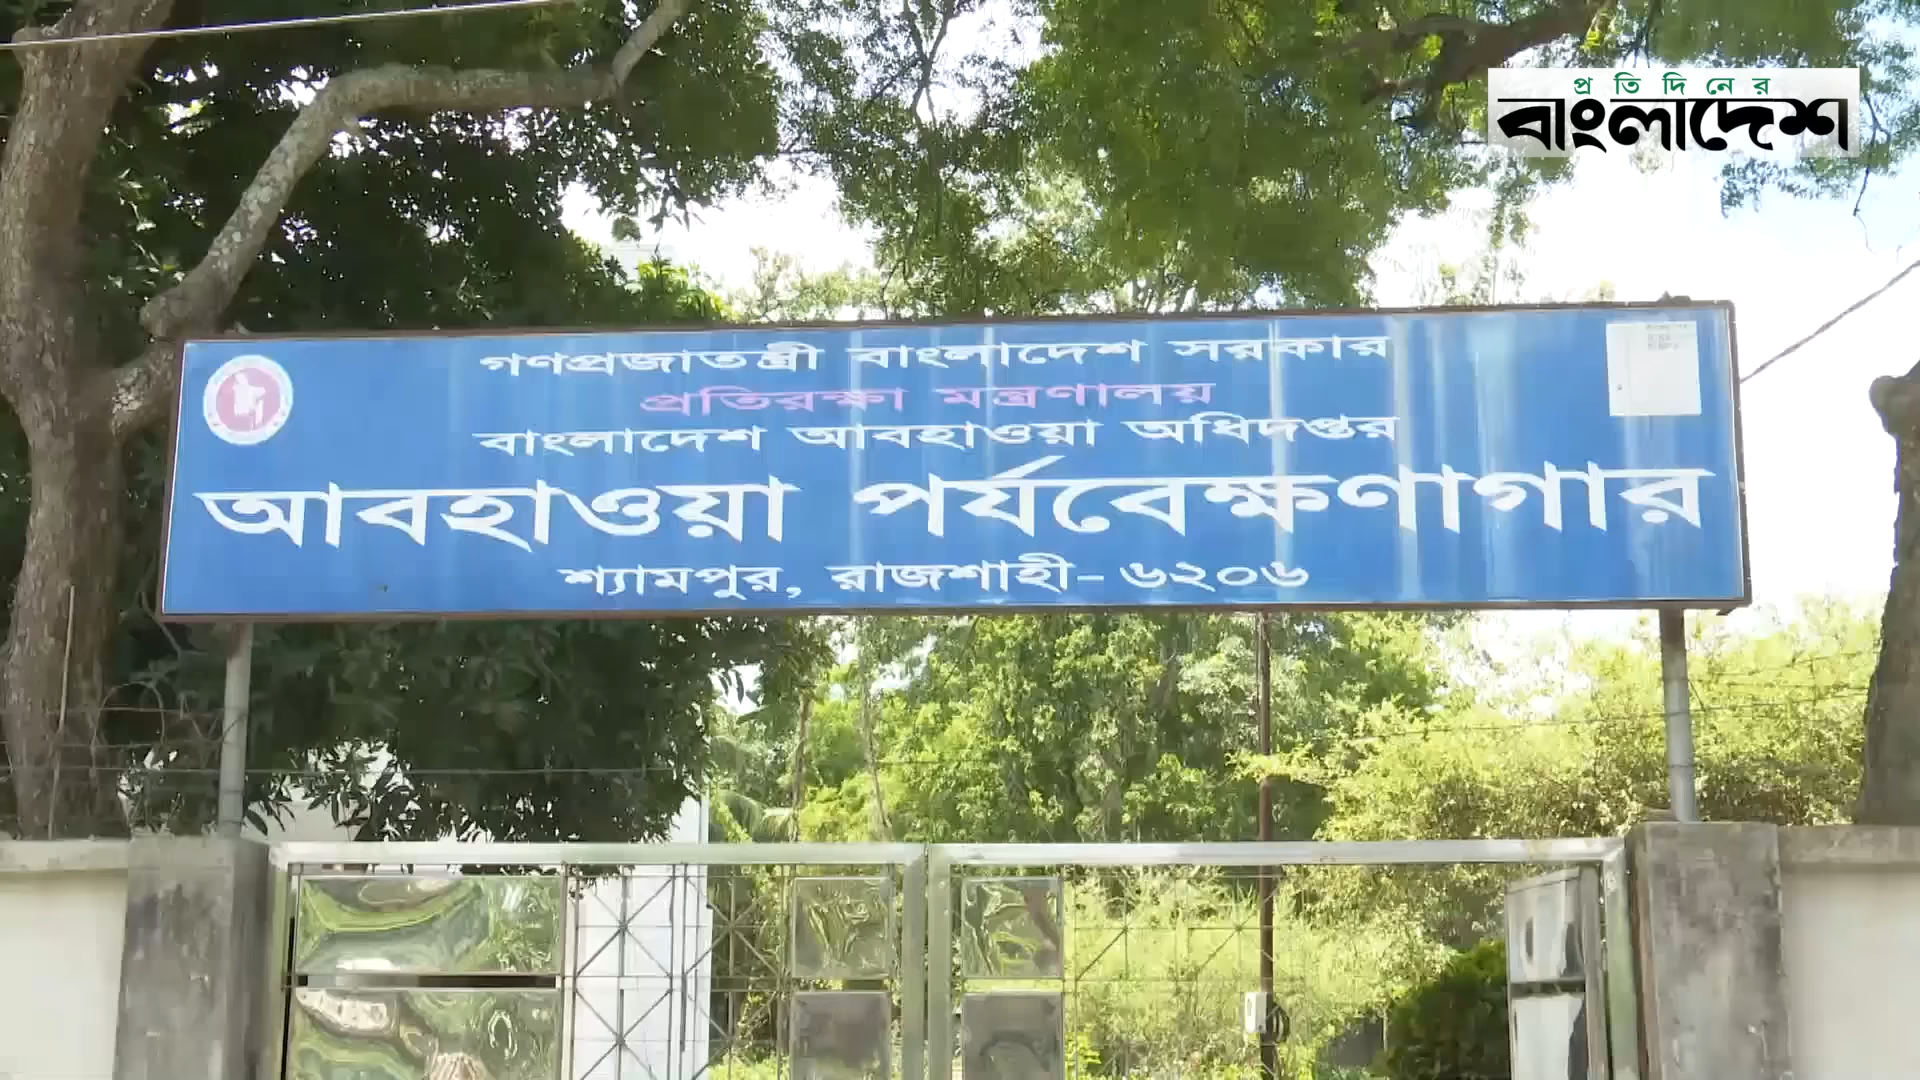 প্রতিদিনের
বাংলাদেশ
গণপ্রজাতন্ত্রী বাংলাদেশ সরকার
প্রতিরক্ষা মন্ত্রণালয়
বাংলাদেশ আবহাওয়া অধিদপ্তর
আবহাওয়া পর্যবেক্ষণাগার
শ্যামপুর, রাজশাহী- ৬২০৬